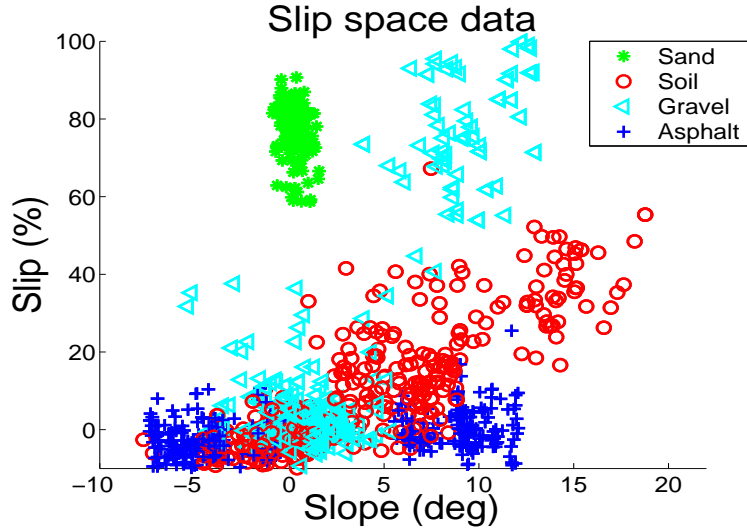 Slip space data
100
80
60
40
20
0
Slip (%)
Sand
Soil
Gravel
Asphalt
−10
−5
0
5
10
15
20
Slope (deg)